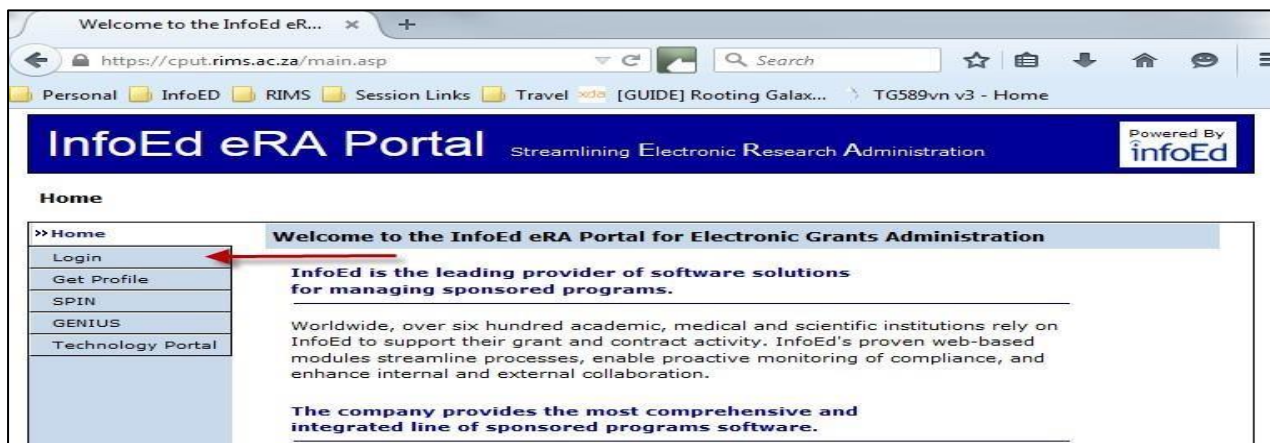 Welcome to the InfoEd eR...
https://cput.rims.ac.za/main.asp
Search
Personal InfoED RIMS Session Links Travel xda [GUIDE] Rooting Galax... TG589vn v3 - Home
InfoEd eRA Portal Streamlining Electronic Research Administration
Powered By
infoEd
Home
»Home
Login
Get Profile
SPIN
GENIUS
Technology Portal
Welcome to the InfoEd eRA Portal for Electronic Grants Administration
InfoEd is the leading provider of software solutions
for managing sponsored programs.
Worldwide, over six hundred academic, medical and scientific institutions rely on
InfoEd to support their grant and contract activity. InfoEd's proven web-based
modules streamline processes, enable proactive monitoring of compliance, and
enhance internal and external collaboration.
The company provides the most comprehensive and
integrated line of sponsored programs software.